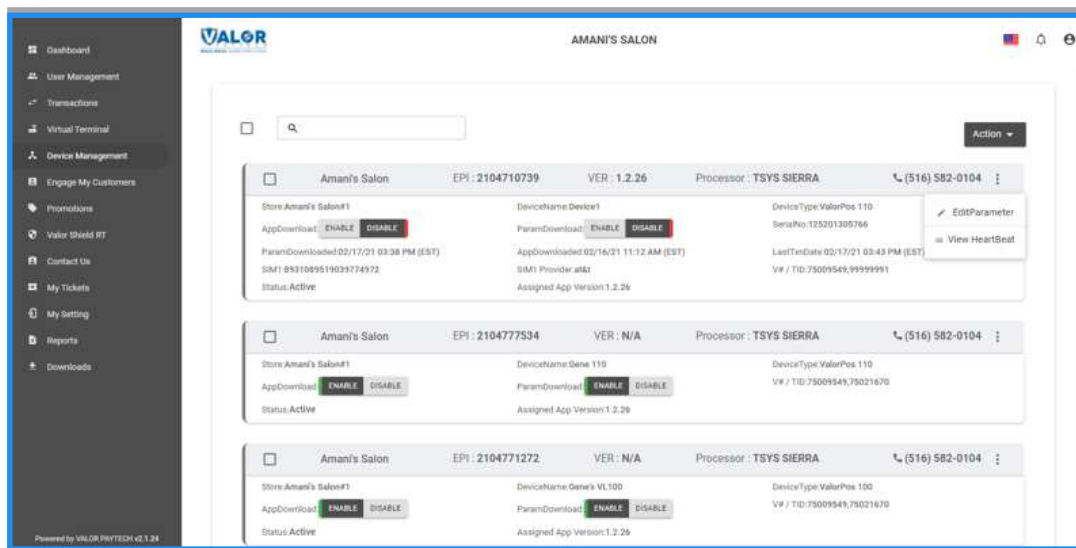 VALOR
AMANI'S SALON
Dashboard
User Management
Transactions
Virtual Terminal
Device Management
Engage My Customers
Promotions
Valor Shield RT
Contact Us
My Tickets
My Setting
Reports
Downloads
Powered by VALOR PAYTECH v2.1.24
Action
Amani's Salon EPI : 2104710739 VER : 1.2.26 Processor : TSYS SIERRA (516) 582-0104
Store:Amani's Salon#1 DeviceName:Device1 DeviceType:ValorPos 110
EditParameter
AppDownload: ENABLE DISABLE ParamDownload: ENABLE DISABLE SerialNo:125201305766
View HeartBeat
ParamDownloaded:02/17/21 03:38 PM (EST) AppDownloaded:02/16/21 11:12 AM (EST) LastTxnDate:02/17/21 03:43 PM (EST)
SIM1:8931089519039774972 SIM1 Provider:at&t V# / TID:75009549,99999991
Status:Active Assigned App Version:1.2.26
Amani's Salon EPI : 2104777534 VER : N/A Processor : TSYS SIERRA (516) 582-0104
Store:Amani's Salon#1 DeviceName:Gene 110 DeviceType:ValorPos 110
AppDownload: ENABLE DISABLE ParamDownload: ENABLE DISABLE V# / TID:75009549,75021670
Status:Active Assigned App Version:1.2.26
Amani's Salon EPI : 2104771272 VER : N/A Processor : TSYS SIERRA (516) 582-0104
Store:Amani's Salon#1 DeviceName:Gene's VL100 DeviceType:ValorPos 100
AppDownload: ENABLE DISABLE ParamDownload: ENABLE DISABLE V# / TID:75009549,75021670
Status:Active Assigned App Version:1.2.26